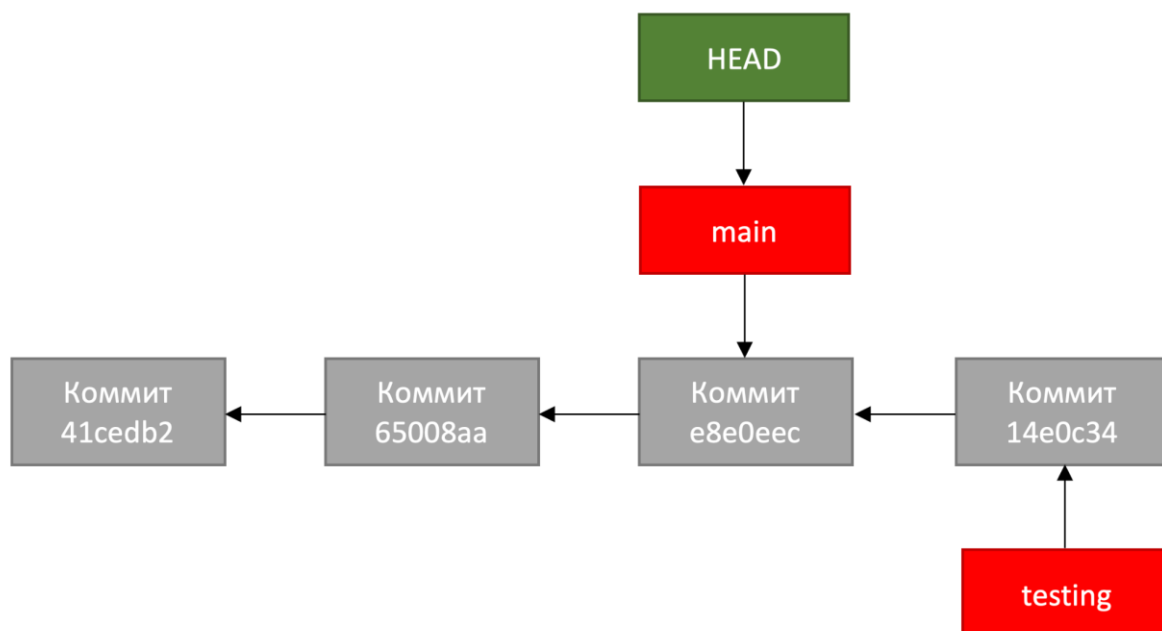 HEAD
main
Коммит
41cedb2
Коммит
65008aa
Коммит
e8e0eec
Коммит
14e0c34
testing